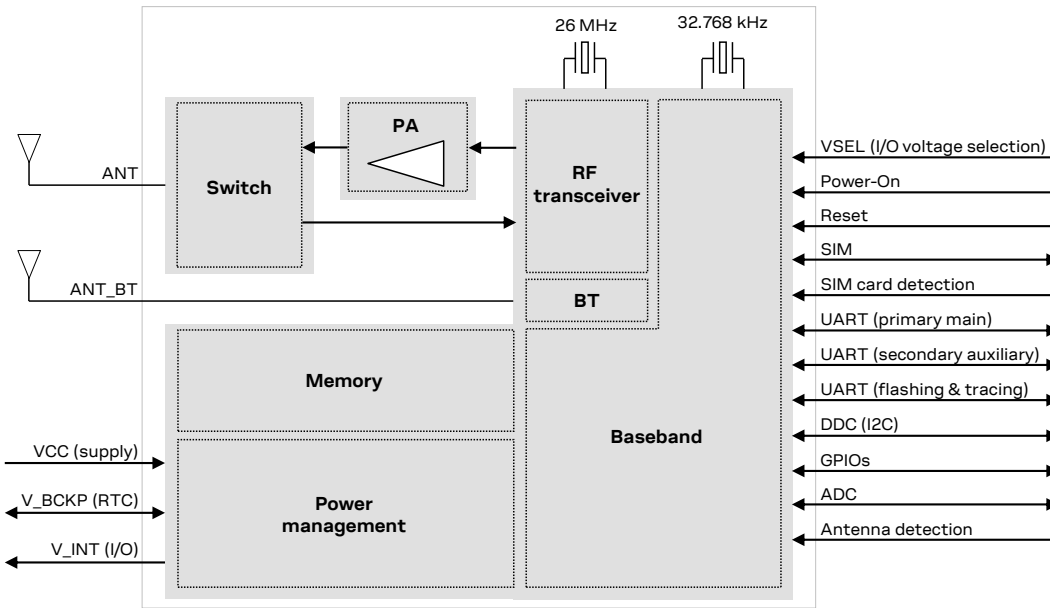 26 MHz
32.768 kHz
PA
RF
transceiver
Switch
ANT
ANT_BT
BT
Memory
Baseband
Power
management
VCC (supply)
V_BCKP (RTC)
V_INT (I/O)
VSEL (I/O voltage selection)
Power-On
Reset
SIM
SIM card detection
UART (primary main)
UART (secondary auxiliary)
UART (flashing & tracing)
DDC (I2C)
GPIOs
ADC
Antenna detection